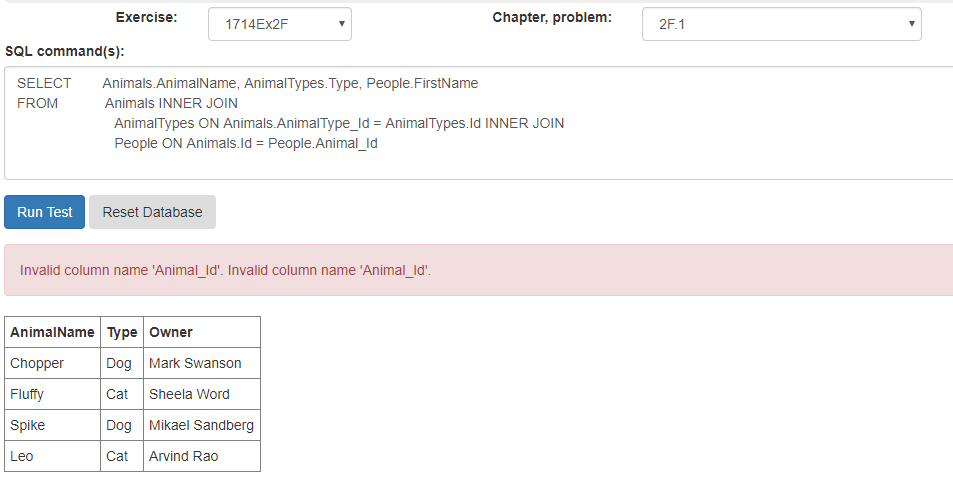 Exercise: 1714Ex2F Chapter, problem: 2F.1
SQL command(s):
SELECT Animals.AnimalName, AnimalTypes.Type, People.FirstName
FROM Animals INNER JOIN
AnimalTypes ON Animals.AnimalType_Id = AnimalTypes.Id INNER JOIN
People ON Animals.Id = People.Animal_Id
Run Test Reset Database
Invalid column name 'Animal_Id'. Invalid column name 'Animal_Id'.
AnimalName Type Owner
Chopper Dog Mark Swanson
Fluffy Cat Sheela Word
Spike Dog Mikael Sandberg
Leo Cat Arvind Rao